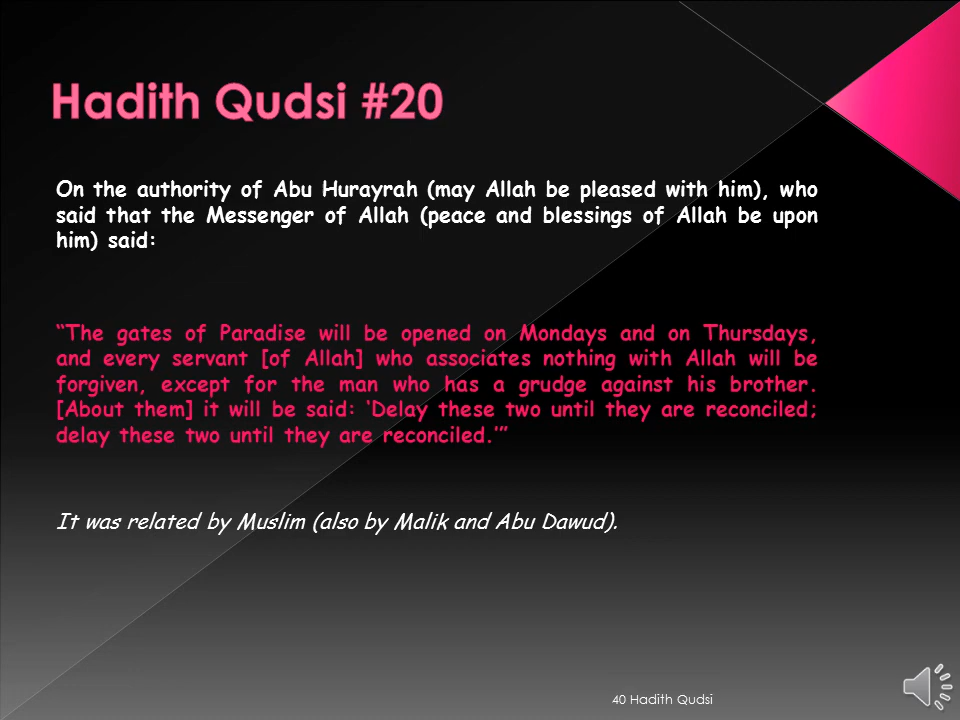 Hadith Qudsi #20
On the authority of Abu Hurayrah (may Allah be pleased with him), who
said that the Messenger of Allah (peace and blessings of Allah be upon
him) said:
“The gates of Paradise will be opened on Mondays and on Thursdays,
and every servant [of Allah] who associates nothing with Allah will be
forgiven, except for the man who has a grudge against his brother.
[About them] it will be said: ‘Delay these two until they are reconciled;
delay these two until they are reconciled.’”
It was related by Muslim (also by Malik and Abu Dawud).
40 Hadith Qudsi